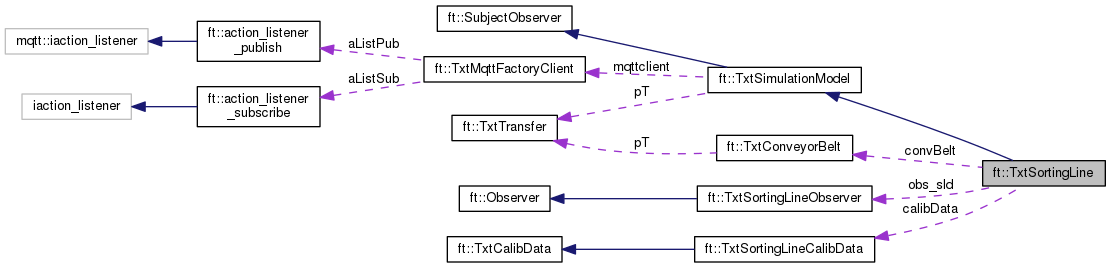 ft::SubjectObserver
ft::action_listener
_publish
mqtt::iaction_listener
aListPub
ft::TxtMqttFactoryClient
mqttclient
ft::TxtSimulationModel
aListSub
pT
ft::action_listener
_subscribe
iaction_listener
ft::TxtTransfer
pT
ft::TxtConveyorBelt
convBelt
ft::TxtSortingLine
obs_sld
ft::Observer
ft::TxtSortingLineObserver
calibData
ft::TxtCalibData
ft::TxtSortingLineCalibData